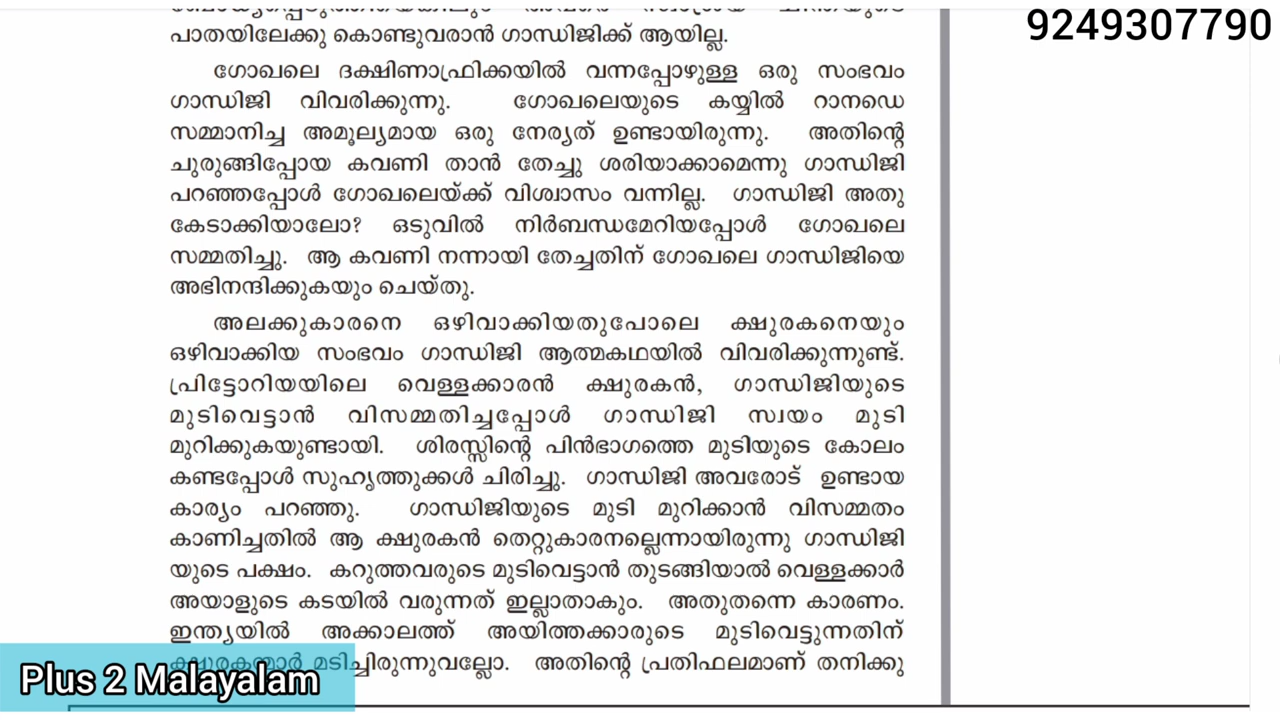 9249307790
പാതയിലേക്കു കൊണ്ടുവരാൻ ഗാന്ധിജിക്ക് ആയില്ല.
ഗോഖലെ ദക്ഷിണാഫ്രിക്കയിൽ വന്നപ്പോഴുള്ള ഒരു സംഭവം
ഗാന്ധിജി വിവരിക്കുന്നു. ഗോഖലെയുടെ കയ്യിൽ റാനഡെ
സമ്മാനിച്ച അമൂല്യമായ ഒരു നേര്യത് ഉണ്ടായിരുന്നു. അതിന്റെ
ചുരുങ്ങിപ്പോയ കവണി താൻ തേച്ചു ശരിയാക്കാമെന്നു ഗാന്ധിജി
പറഞ്ഞപ്പോൾ ഗോഖലെയ്ക്ക് വിശ്വാസം വന്നില്ല. ഗാന്ധിജി അതു
കേടാക്കിയാലോ? ഒടുവിൽ നിർബന്ധമേറിയപ്പോൾ ഗോഖലെ
സമ്മതിച്ചു. ആ കവണി നന്നായി തേച്ചതിന് ഗോഖലെ ഗാന്ധിജിയെ
അഭിനന്ദിക്കുകയും ചെയ്തു.
അലക്കുകാരനെ ഒഴിവാക്കിയതുപോലെ ക്ഷുരകനെയും
ഒഴിവാക്കിയ സംഭവം ഗാന്ധിജി ആത്മകഥയിൽ വിവരിക്കുന്നുണ്ട്.
പ്രിട്ടോറിയയിലെ വെള്ളക്കാരൻ ക്ഷുരകൻ, ഗാന്ധിജിയുടെ
മുടിവെട്ടാൻ വിസമ്മതിച്ചപ്പോൾ ഗാന്ധിജി സ്വയം മുടി
മുറിക്കുകയുണ്ടായി. ശിരസ്സിന്റെ പിൻഭാഗത്തെ മുടിയുടെ കോലം
കണ്ടപ്പോൾ സുഹൃത്തുക്കൾ ചിരിച്ചു. ഗാന്ധിജി അവരോട് ഉണ്ടായ
കാര്യം പറഞ്ഞു. ഗാന്ധിജിയുടെ മുടി മുറിക്കാൻ വിസമ്മതം
കാണിച്ചതിൽ ആ ക്ഷുരകൻ തെറ്റുകാരനല്ലെന്നായിരുന്നു ഗാന്ധിജി
യുടെ പക്ഷം. കറുത്തവരുടെ മുടിവെട്ടാൻ തുടങ്ങിയാൽ വെള്ളക്കാർ
അയാളുടെ കടയിൽ വരുന്നത് ഇല്ലാതാകും. അതുതന്നെ കാരണം.
ഇന്ത്യയിൽ അക്കാലത്ത് അയിത്തക്കാരുടെ മുടിവെട്ടുന്നതിന്
ക്ഷുരകന്മാർ മടിച്ചിരുന്നുവല്ലോ. അതിന്റെ പ്രതിഫലമാണ് തനിക്കു
Plus 2 Malayalam